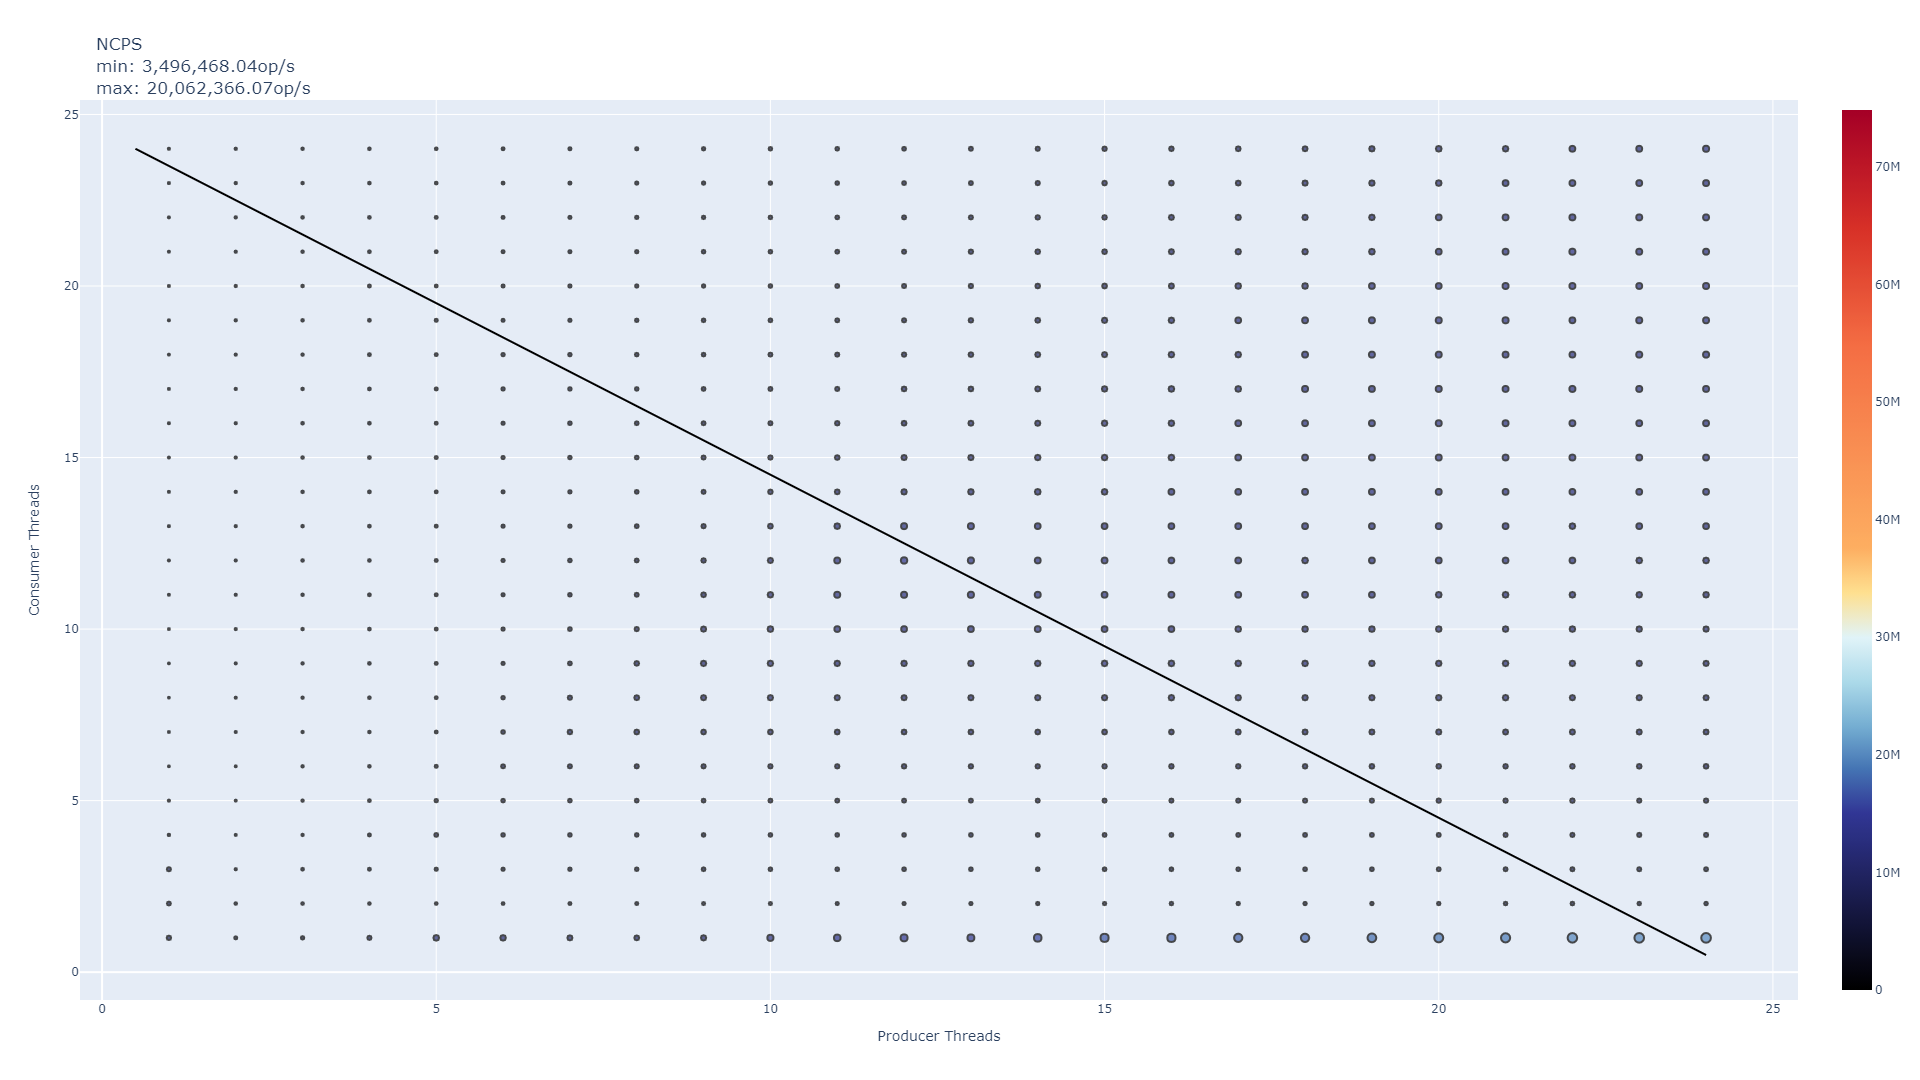 NCPS
min: 3,496,468.04op/s
max: 20,062,366.07op/s
25
20
15
10
5
0
Consumer Threads
0
5
10
15
20
25
Producer Threads
70M
60M
50M
40M
30M
20M
10M
0